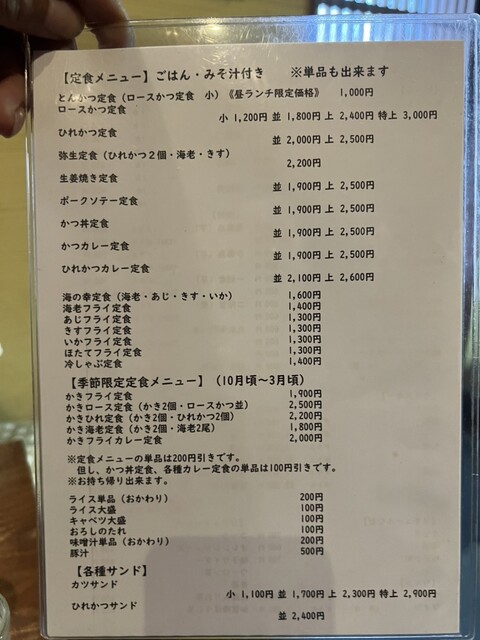 【定食メニュー】ごはん・みそ汁付き　※単品も出来ます
とんかつ定食（ロースかつ定食　小）《昼ランチ限定価格》　1,000円
ロースかつ定食
小 1,200円 並 1,800円 上 2,400円 特上 3,000円
ひれかつ定食
並 2,000円 上 2,500円
弥生定食（ひれかつ２個・海老・きす）
2,200円
生姜焼き定食
並 1,900円 上 2,500円
ポークソテー定食
並 1,900円 上 2,500円
かつ丼定食
並 1,900円 上 2,500円
かつカレー定食
並 1,900円 上 2,500円
ひれかつカレー定食
並 2,100円 上 2,600円
海の幸定食（海老・あじ・きす・いか）　1,600円
海老フライ定食　1,400円
あじフライ定食　1,300円
きすフライ定食　1,300円
いかフライ定食　1,300円
ほたてフライ定食　1,300円
冷しゃぶ定食　1,400円
【季節限定定食メニュー】（10月頃～3月頃）
かきフライ定食　1,900円
かきロース定食（かき2個・ロースかつ並）　2,500円
かきひれ定食（かき2個・ひれかつ2個）　2,200円
かき海老定食（かき2個・海老2尾）　1,800円
かきフライカレー定食　2,000円
※定食メニューの単品は200円引きです。
但し、かつ丼定食、各種カレー定食の単品は100円引きです。
※お持ち帰り出来ます。
ライス単品（おかわり）　200円
ライス大盛　100円
キャベツ大盛　100円
おろしのたれ　100円
味噌汁単品（おかわり）　200円
豚汁　500円
【各種サンド】
カツサンド
小 1,100円 並 1,700円 上 2,300円 特上 2,900円
ひれかつサンド
並 2,400円